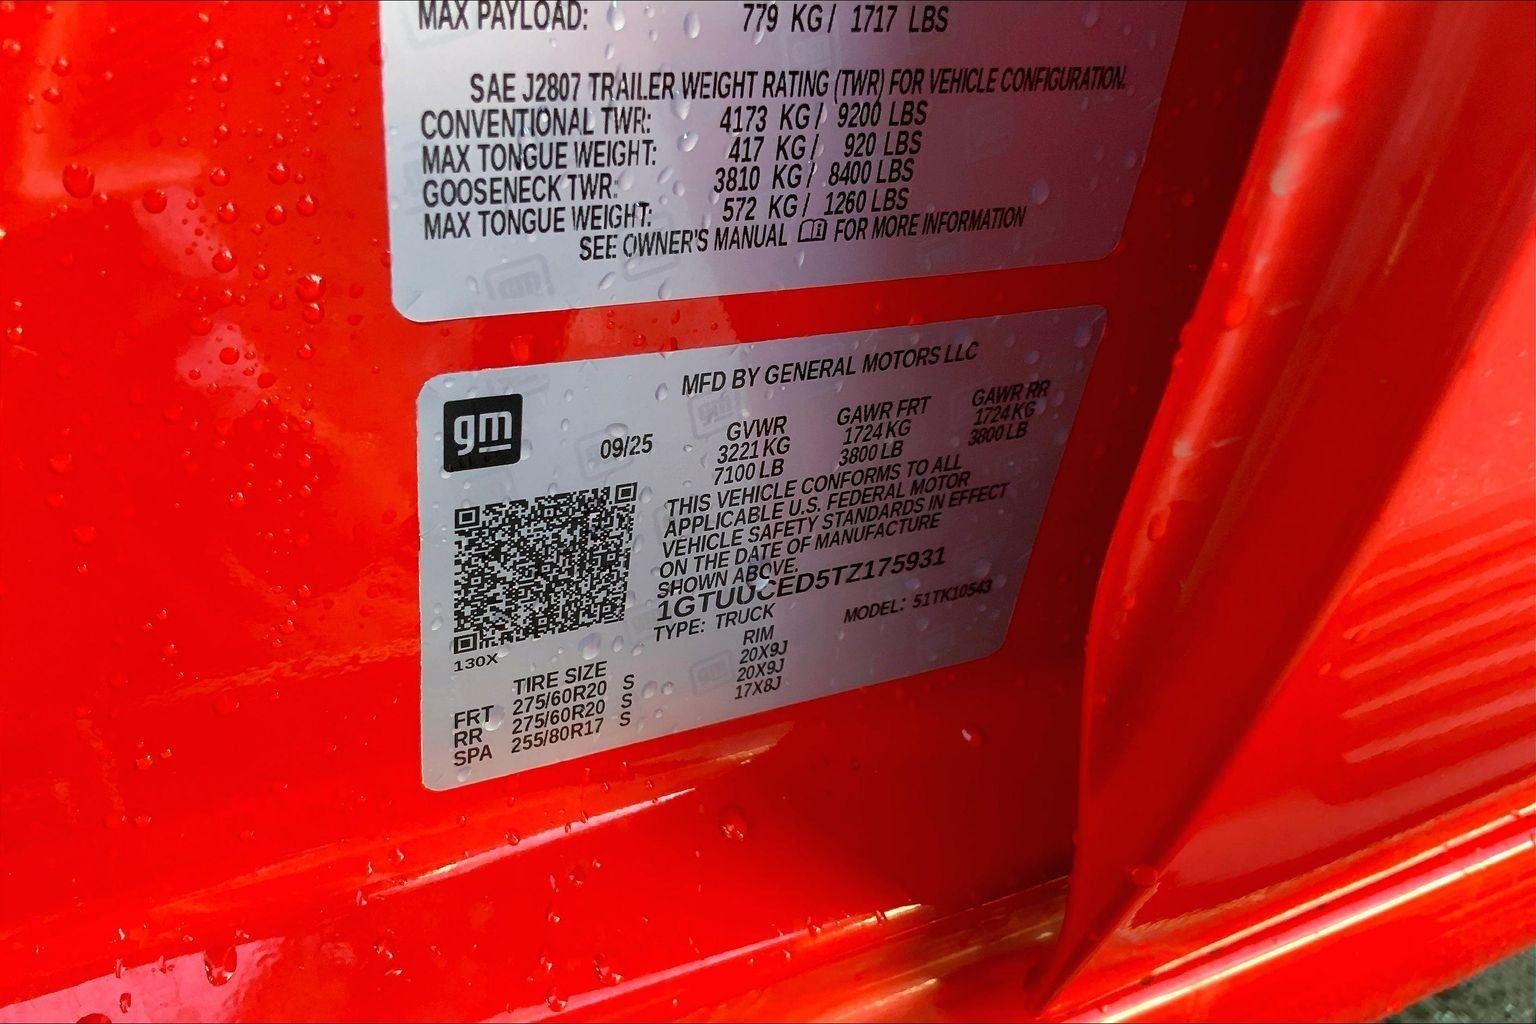 MAX PAYLOAD: 779 KG / 1717 LBS
SAE J2807 TRAILER WEIGHT RATING (TWR) FOR VEHICLE CONFIGURATION.
CONVENTIONAL TWR: 4173 KG / 9200 LBS
MAX TONGUE WEIGHT: 417 KG / 920 LBS
GOOSENECK TWR: 3810 KG / 8400 LBS
MAX TONGUE WEIGHT: 572 KG / 1260 LBS
SEE OWNER'S MANUAL FOR MORE INFORMATION
MFD BY GENERAL MOTORS LLC
gm
09/25
GVWR GAWR FRT GAWR RR
3221 KG 1724 KG 1724 KG
7100 LB 3800 LB 3800 LB
THIS VEHICLE CONFORMS TO ALL
APPLICABLE U.S. FEDERAL MOTOR
VEHICLE SAFETY STANDARDS IN EFFECT
ON THE DATE OF MANUFACTURE
SHOWN ABOVE.
1GTUUCED5TZ175931
TYPE: TRUCK MODEL: 51TK10543
130X
TIRE SIZE RIM
FRT 275/60R20 S 20X9J
RR 275/60R20 S 20X9J
SPA 255/80R17 S 17X8J